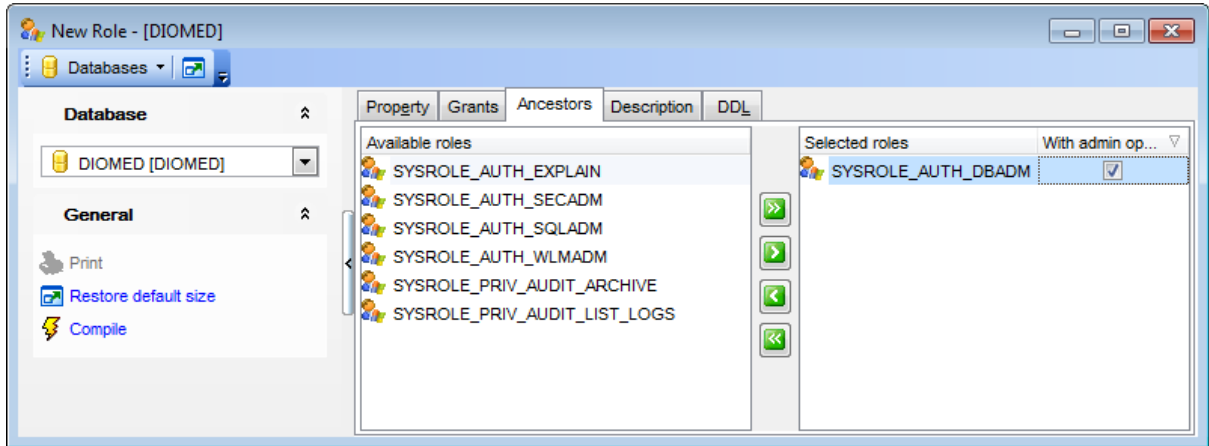 New Role - [DIOMED]
Databases
Database
DIOMED [DIOMED]
General
Print
Restore default size
Compile
Property Grants Ancestors Description DDL
Available roles
SYSROLE_AUTH_EXPLAIN
SYSROLE_AUTH_SECADM
SYSROLE_AUTH_SQLADM
SYSROLE_AUTH_WLMADM
SYSROLE_PRIV_AUDIT_ARCHIVE
SYSROLE_PRIV_AUDIT_LIST_LOGS
Selected roles With admin op...
SYSROLE_AUTH_DBADM